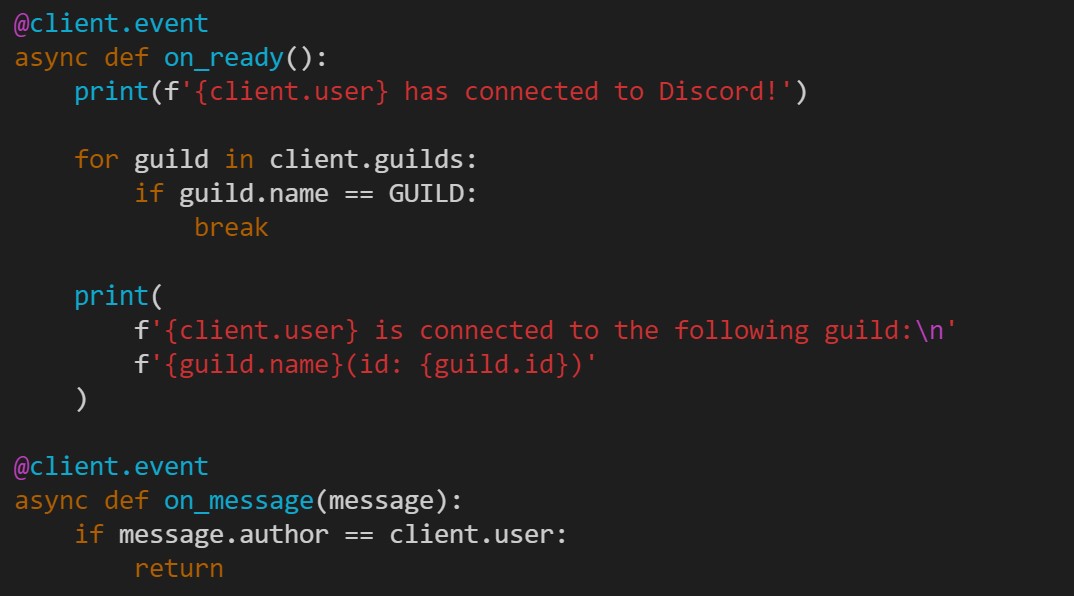 @client.event
async def on_ready():
    print(f'{client.user} has connected to Discord!')

    for guild in client.guilds:
        if guild.name == GUILD:
            break

    print(
        f'{client.user} is connected to the following guild:\n'
        f'{guild.name}(id: {guild.id})'
    )

@client.event
async def on_message(message):
    if message.author == client.user:
        return